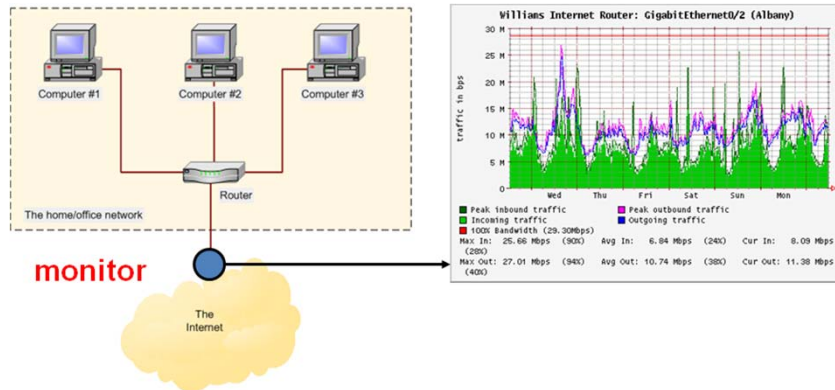 Computer #1
Computer #2
Computer #3
Router
The home/office network
monitor
The
Internet
Williams Internet Router: GigabitEthernet0/2 (Albany)
traffic in bps
30 M
25 M
20 M
15 M
10 M
5 M
0
Wed Thu Fri Sat Sun Mon
Peak inbound traffic Peak outbound traffic
Incoming traffic Outgoing traffic
100% Bandwidth (29.30Mbps)
Max In: 25.66 Mbps (90%) Avg In: 6.84 Mbps (24%) Cur In: 8.09 Mbps
(28%)
Max Out: 27.01 Mbps (94%) Avg Out: 10.74 Mbps (38%) Cur Out: 11.38 Mbps
(40%)